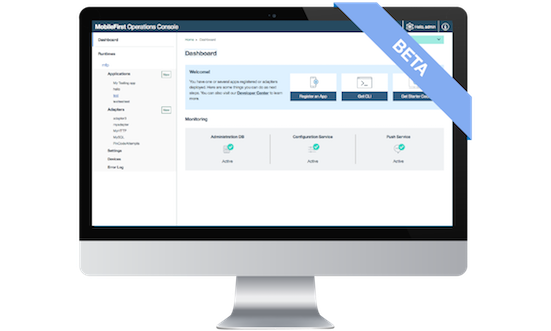 MobileFirst Operations Console
Hello, admin
BETA
Dashboard
Home > Dashboard
Dashboard
Runtimes
mfp
Applications
New
Welcome!
You have one or several apps registered or adapters
deployed. Here are some things you can do as next
steps. You can also visit our Developer Center to learn
more.
Register an App
Get CLI
Get Starter Code
Adapters
New
Monitoring
Administration DB
Configuration Service
Push Service
Active
Active
Active
Settings
Devices
Error Log